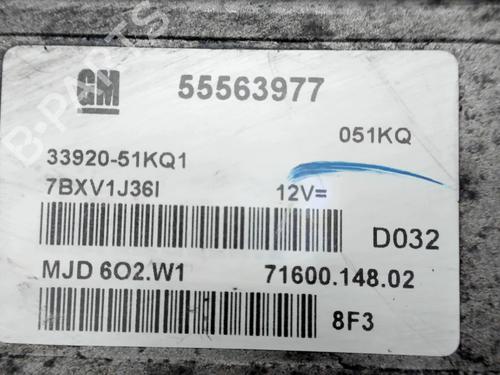 B-PARTS
GM 55563977
051KQ
33920-51KQ1
7BXV1J36I 12V=
D032
MJD 6O2.W1 71600.148.02
8F3